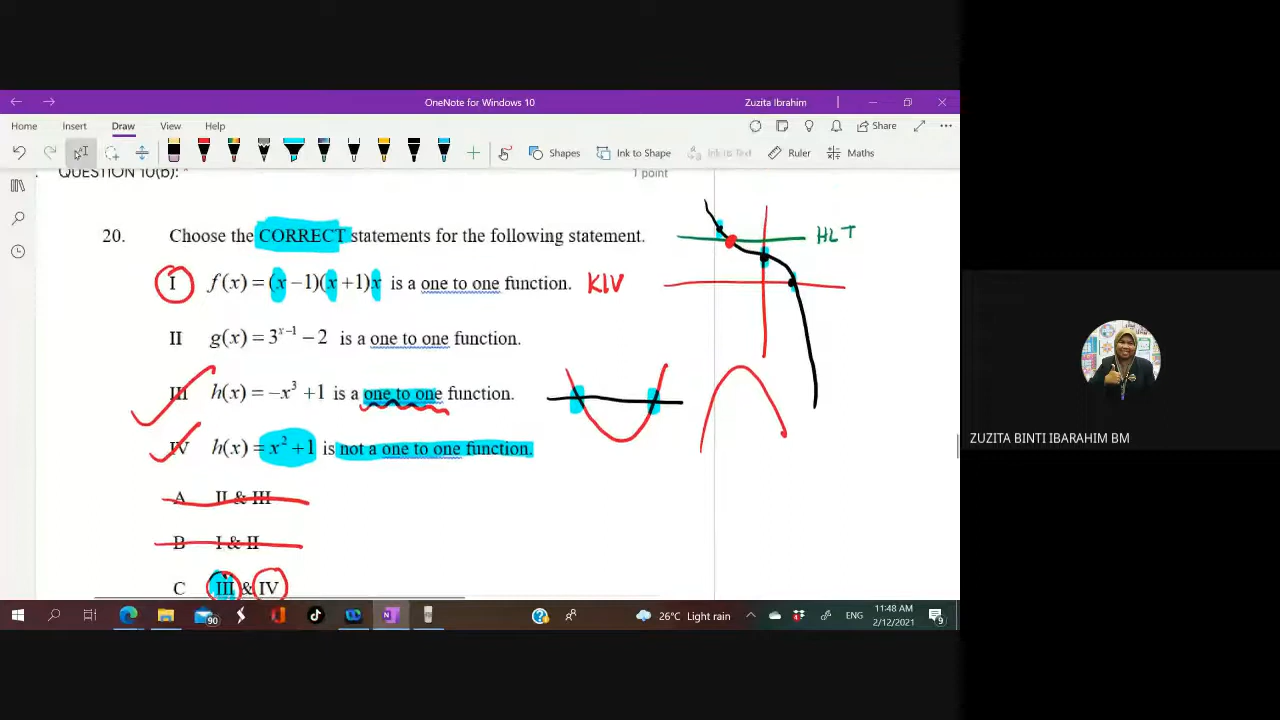 OneNote for Windows 10
Zuzita Ibrahim
Home Insert Draw View Help
Share
Shapes Ink to Shape Ink to Text Ruler Maths
QUESTION 10(b): *
1 point
20. Choose the CORRECT statements for the following statement.
I f(x) = (x −1)(x +1)x is a one to one function. KIV
II g(x) = 3^{x−1} − 2 is a one to one function.
III h(x) = −x³ +1 is a one to one function.
IV h(x) = x² +1 is not a one to one function.
A II & III
B I & II
C III & IV
HLT
ZUZITA BINTI IBARAHIM BM
90
26°C Light rain
ENG
11:48 AM
2/12/2021
9